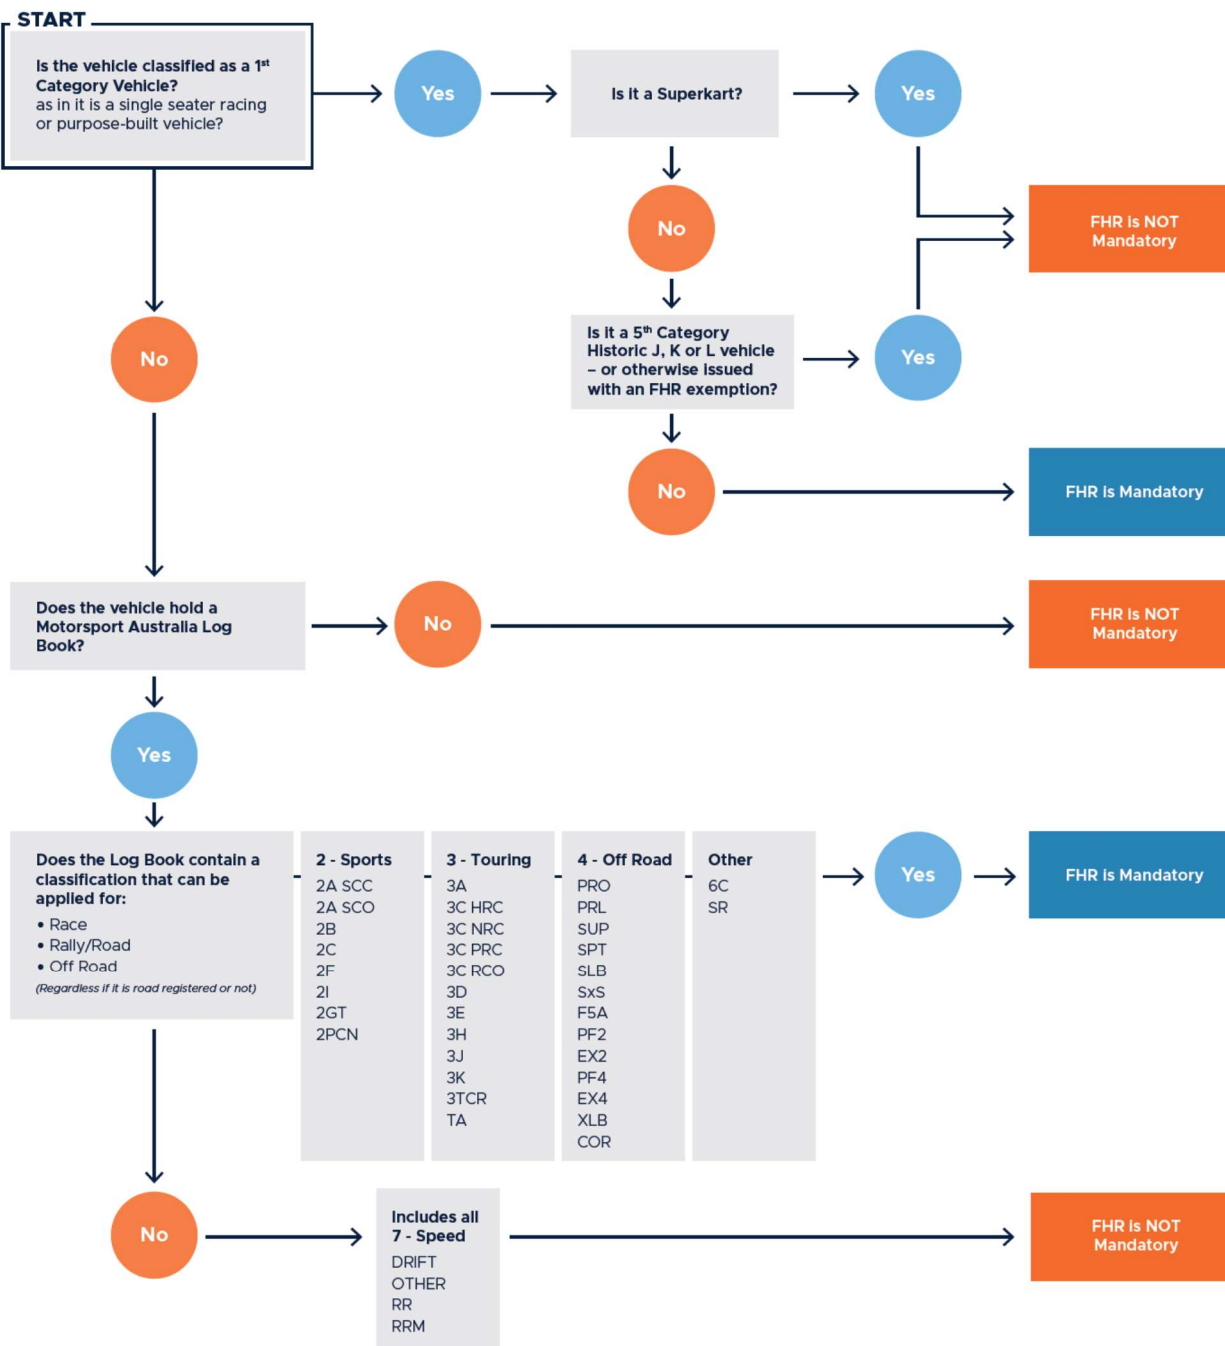 START
Is the vehicle classified as a 1st
Category Vehicle?
as in it is a single seater racing
or purpose-built vehicle?
Yes
Is it a Superkart?
Yes
No
FHR is NOT
Mandatory
Is it a 5th Category
Historic J, K or L vehicle
– or otherwise issued
with an FHR exemption?
Yes
No
No
FHR is Mandatory
Does the vehicle hold a
Motorsport Australia Log
Book?
No
FHR is NOT
Mandatory
Yes
Does the Log Book contain a
classification that can be
applied for:
• Race
• Rally/Road
• Off Road
(Regardless if it is road registered or not)
2 - Sports
2A SCC
2A SCO
2B
2C
2F
2I
2GT
2PCN
3 - Touring
3A
3C HRC
3C NRC
3C PRC
3C RCO
3D
3E
3H
3J
3K
3TCR
TA
4 - Off Road
PRO
PRL
SUP
SPT
SLB
SxS
F5A
PF2
EX2
PF4
EX4
XLB
COR
Other
6C
SR
Yes
FHR is Mandatory
No
Includes all
7 - Speed
DRIFT
OTHER
RR
RRM
FHR is NOT
Mandatory